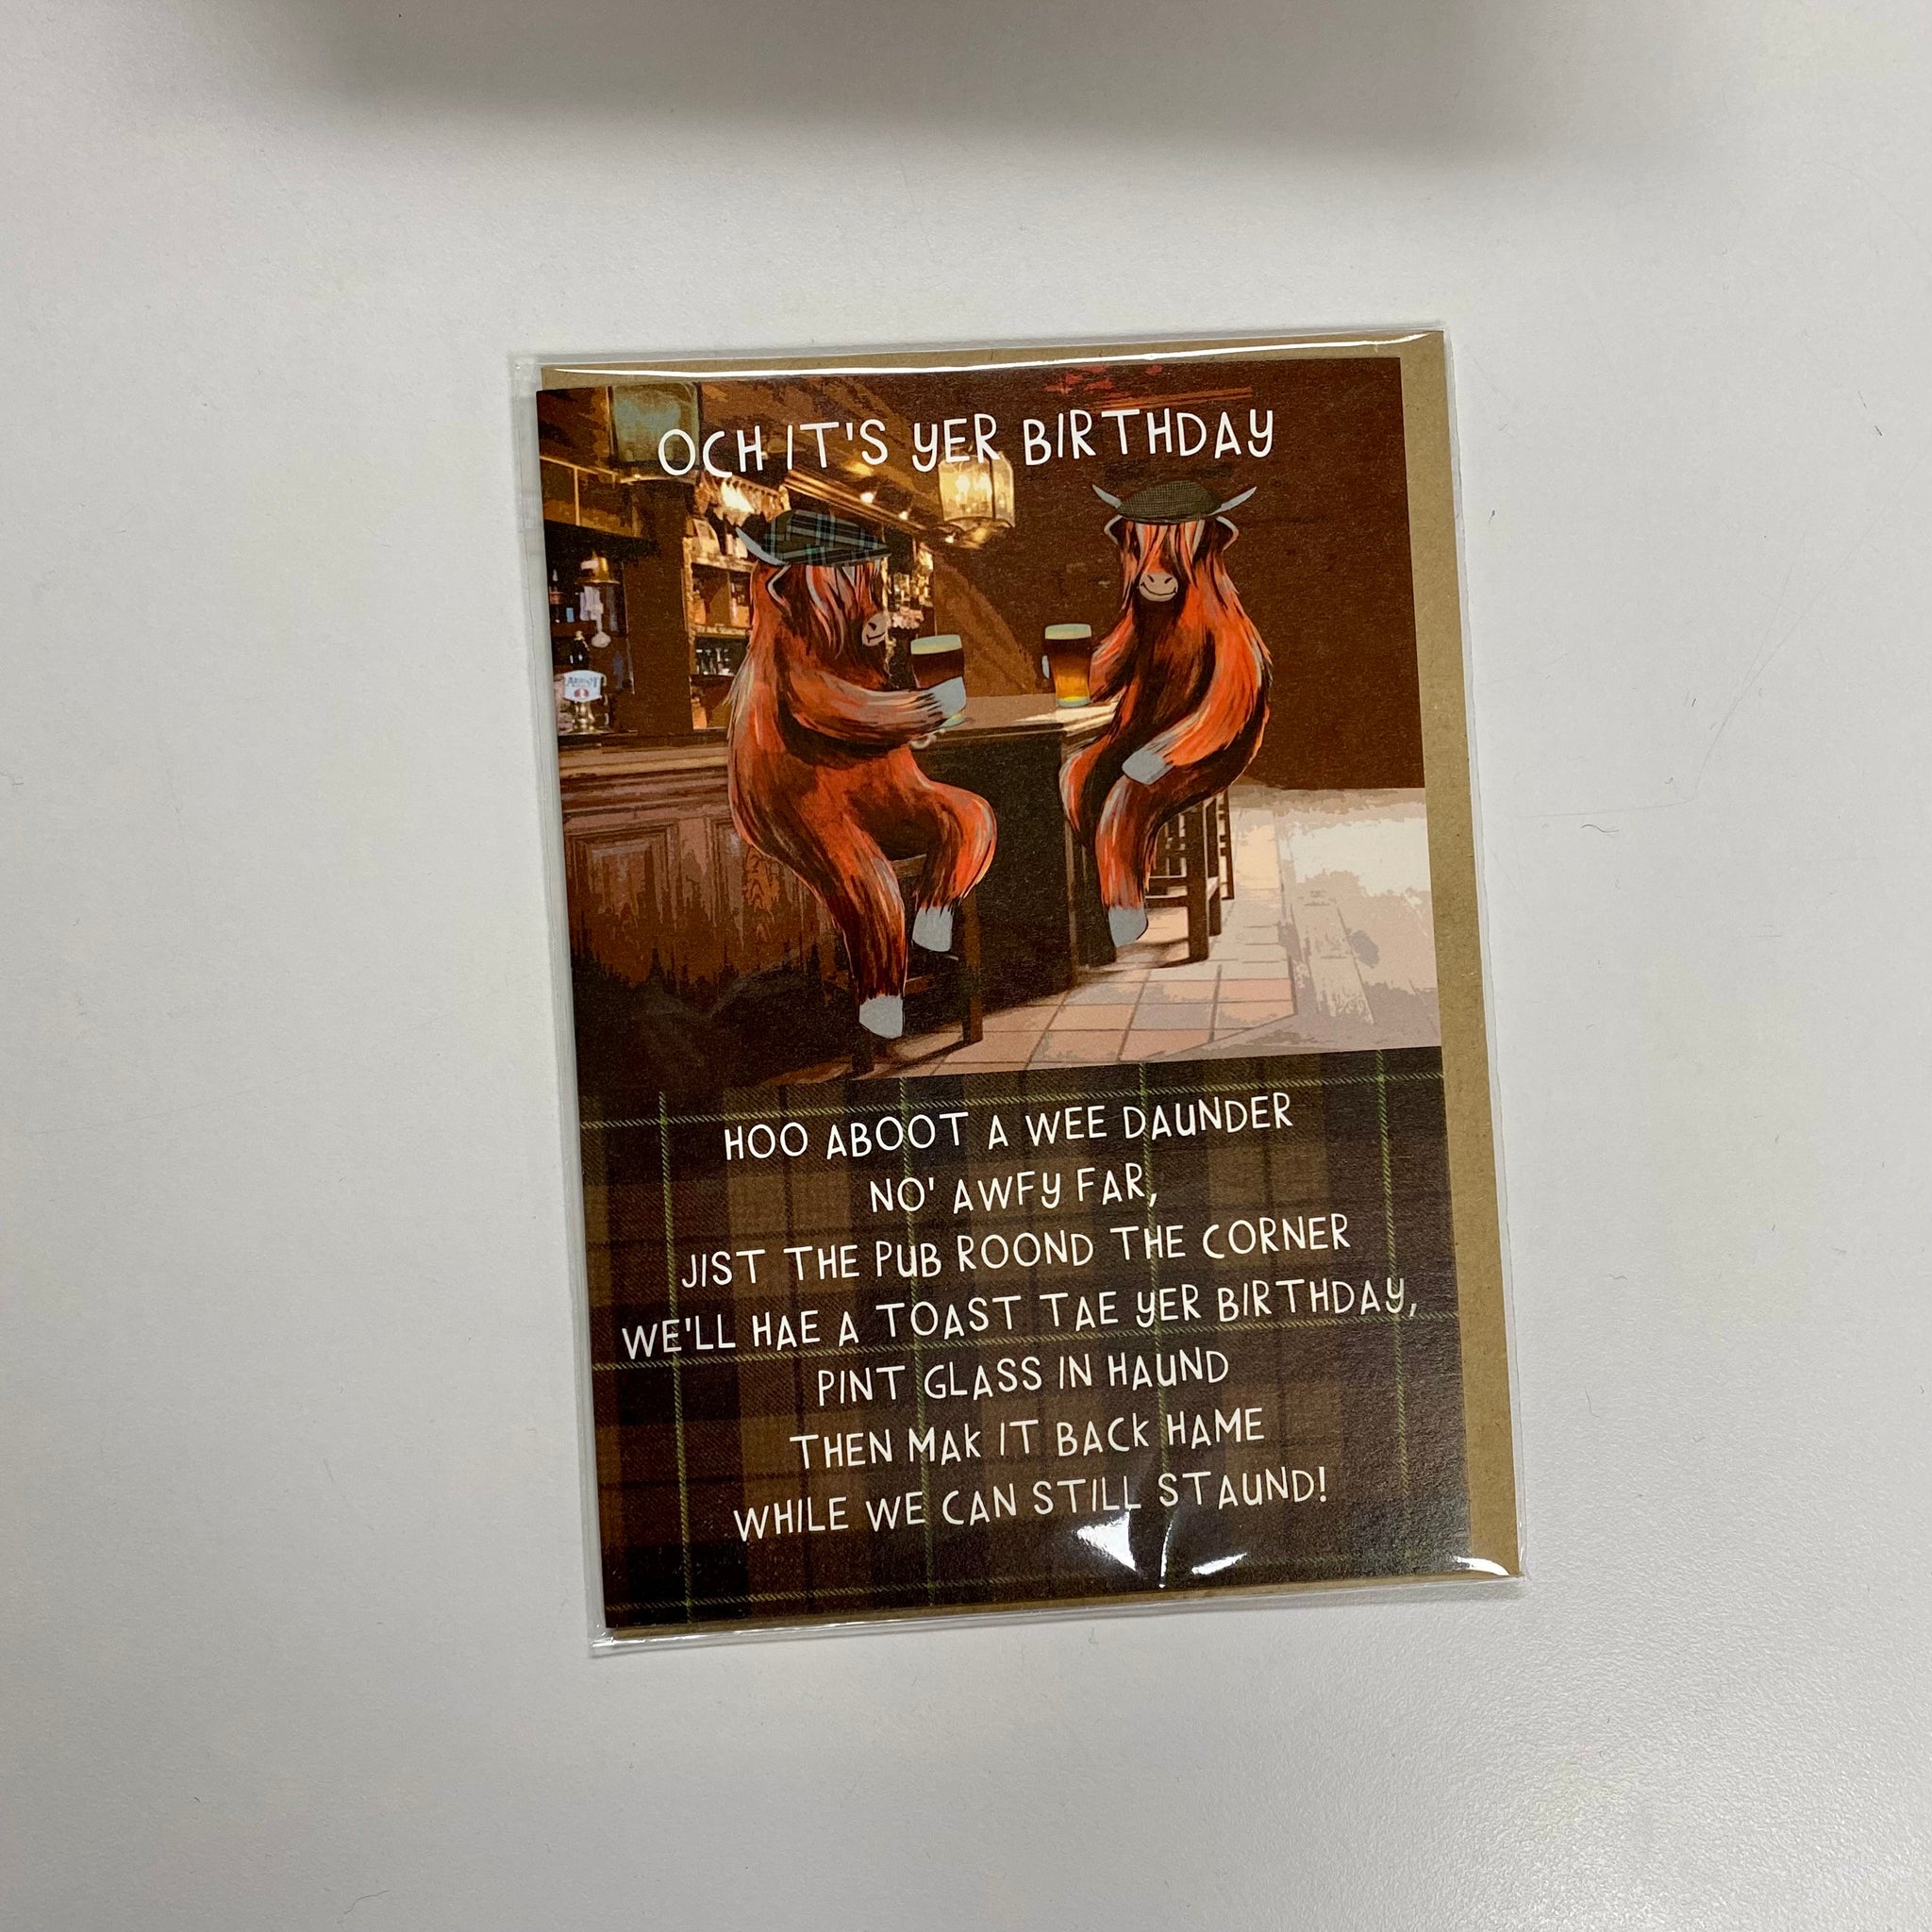 OCH IT'S YER BIRTHDAY
HOO ABOOT A WEE DAUNDER
NO' AWFY FAR,
JIST THE PUB ROOND THE CORNER
WE'LL HAE A TOAST TAE YER BIRTHDAY,
PINT GLASS IN HAUND
THEN MAK IT BACK HAME
WHILE WE CAN STILL STAUND!